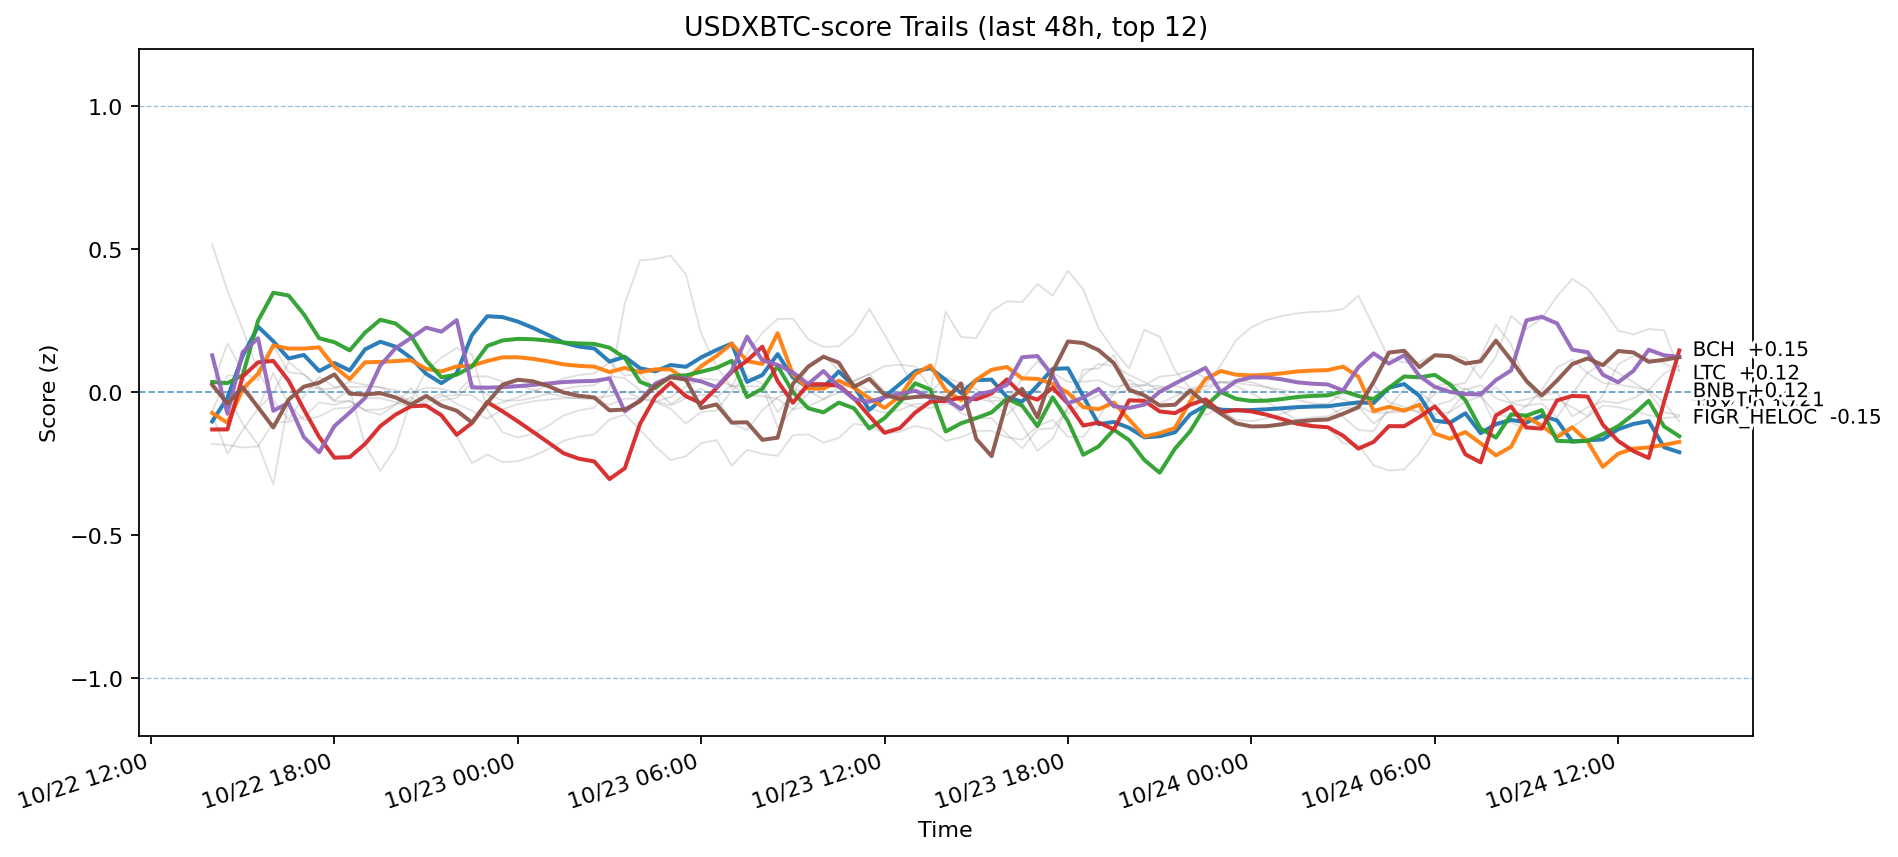 USDXBTC-score Trails (last 48h, top 12)
Score (z)
1.0
0.5
0.0
−0.5
−1.0
BCH +0.15
LTC +0.12
BNB +0.12
FIGR_HELOC -0.15
10/22 12:00
10/22 18:00
10/23 00:00
10/23 06:00
10/23 12:00
10/23 18:00
10/24 00:00
10/24 06:00
10/24 12:00
Time